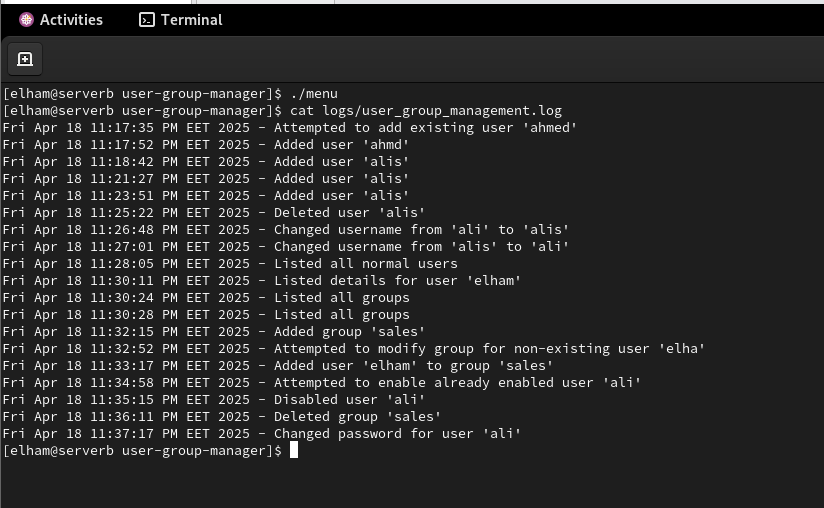 Activities Terminal
[elham@serverb user-group-manager]$ ./menu
[elham@serverb user-group-manager]$ cat logs/user_group_management.log
Fri Apr 18 11:17:35 PM EET 2025 - Attempted to add existing user 'ahmed'
Fri Apr 18 11:17:52 PM EET 2025 - Added user 'ahmd'
Fri Apr 18 11:18:42 PM EET 2025 - Added user 'alis'
Fri Apr 18 11:21:27 PM EET 2025 - Added user 'alis'
Fri Apr 18 11:23:51 PM EET 2025 - Added user 'alis'
Fri Apr 18 11:25:22 PM EET 2025 - Deleted user 'alis'
Fri Apr 18 11:26:48 PM EET 2025 - Changed username from 'ali' to 'alis'
Fri Apr 18 11:27:01 PM EET 2025 - Changed username from 'alis' to 'ali'
Fri Apr 18 11:28:05 PM EET 2025 - Listed all normal users
Fri Apr 18 11:30:11 PM EET 2025 - Listed details for user 'elham'
Fri Apr 18 11:30:24 PM EET 2025 - Listed all groups
Fri Apr 18 11:30:28 PM EET 2025 - Listed all groups
Fri Apr 18 11:32:15 PM EET 2025 - Added group 'sales'
Fri Apr 18 11:32:52 PM EET 2025 - Attempted to modify group for non-existing user 'elha'
Fri Apr 18 11:33:17 PM EET 2025 - Added user 'elham' to group 'sales'
Fri Apr 18 11:34:58 PM EET 2025 - Attempted to enable already enabled user 'ali'
Fri Apr 18 11:35:15 PM EET 2025 - Disabled user 'ali'
Fri Apr 18 11:36:11 PM EET 2025 - Deleted group 'sales'
Fri Apr 18 11:37:17 PM EET 2025 - Changed password for user 'ali'
[elham@serverb user-group-manager]$